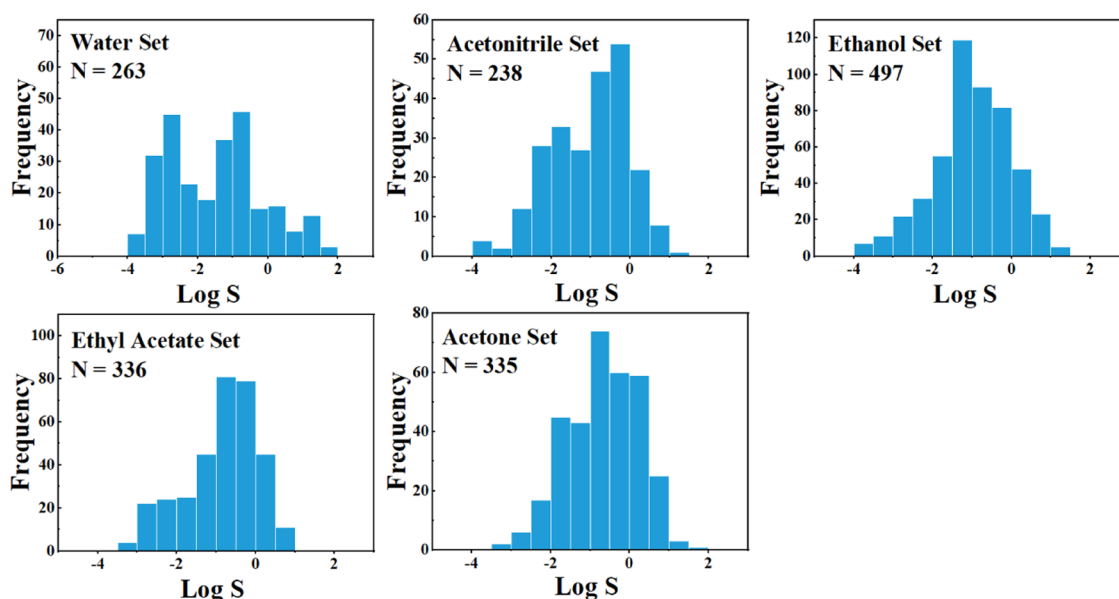 Water Set
N = 263
Frequency
0
10
20
30
40
50
60
70
-6
-4
-2
0
2
Log S
Acetonitrile Set
N = 238
Frequency
0
10
20
30
40
50
60
-4
-2
0
2
Log S
Ethanol Set
N = 497
Frequency
0
20
40
60
80
100
120
-4
-2
0
2
Log S
Ethyl Acetate Set
N = 336
Frequency
0
20
40
60
80
100
-4
-2
0
2
Log S
Acetone Set
N = 335
Frequency
0
20
40
60
80
-4
-2
0
2
Log S